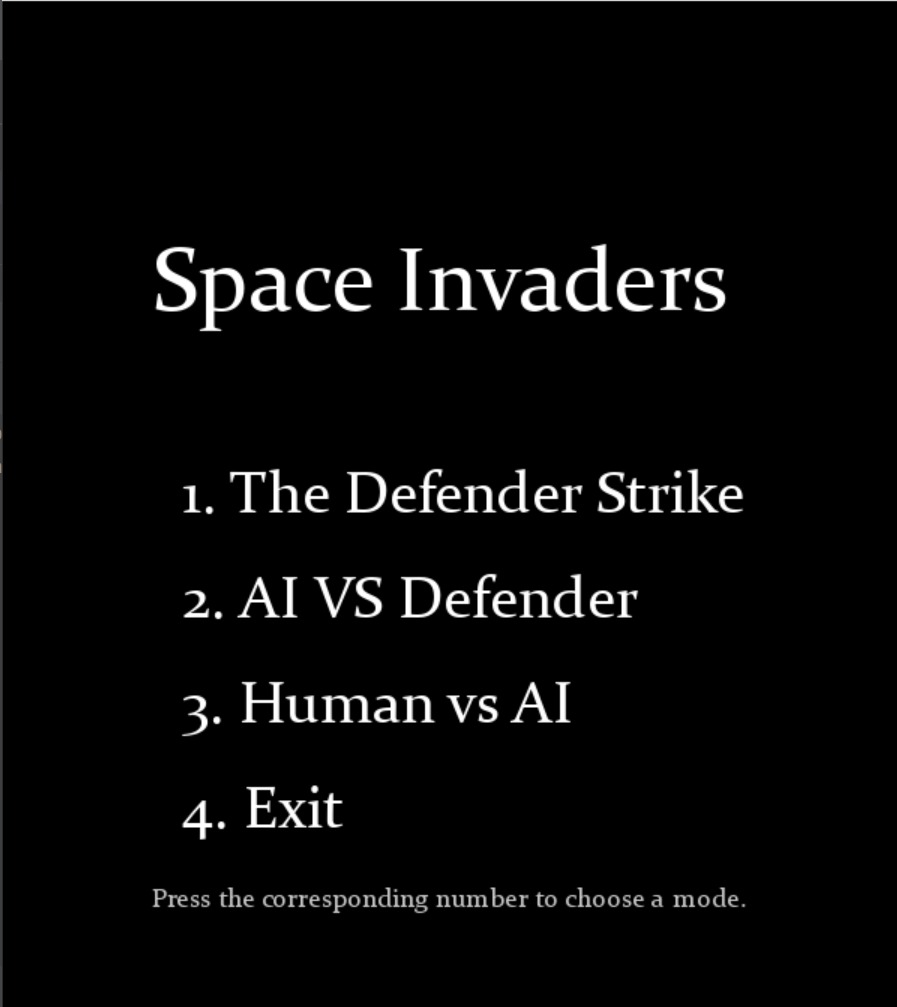 Space Invaders
1. The Defender Strike
2. AI VS Defender
3. Human vs AI
4. Exit
Press the corresponding number to choose a mode.